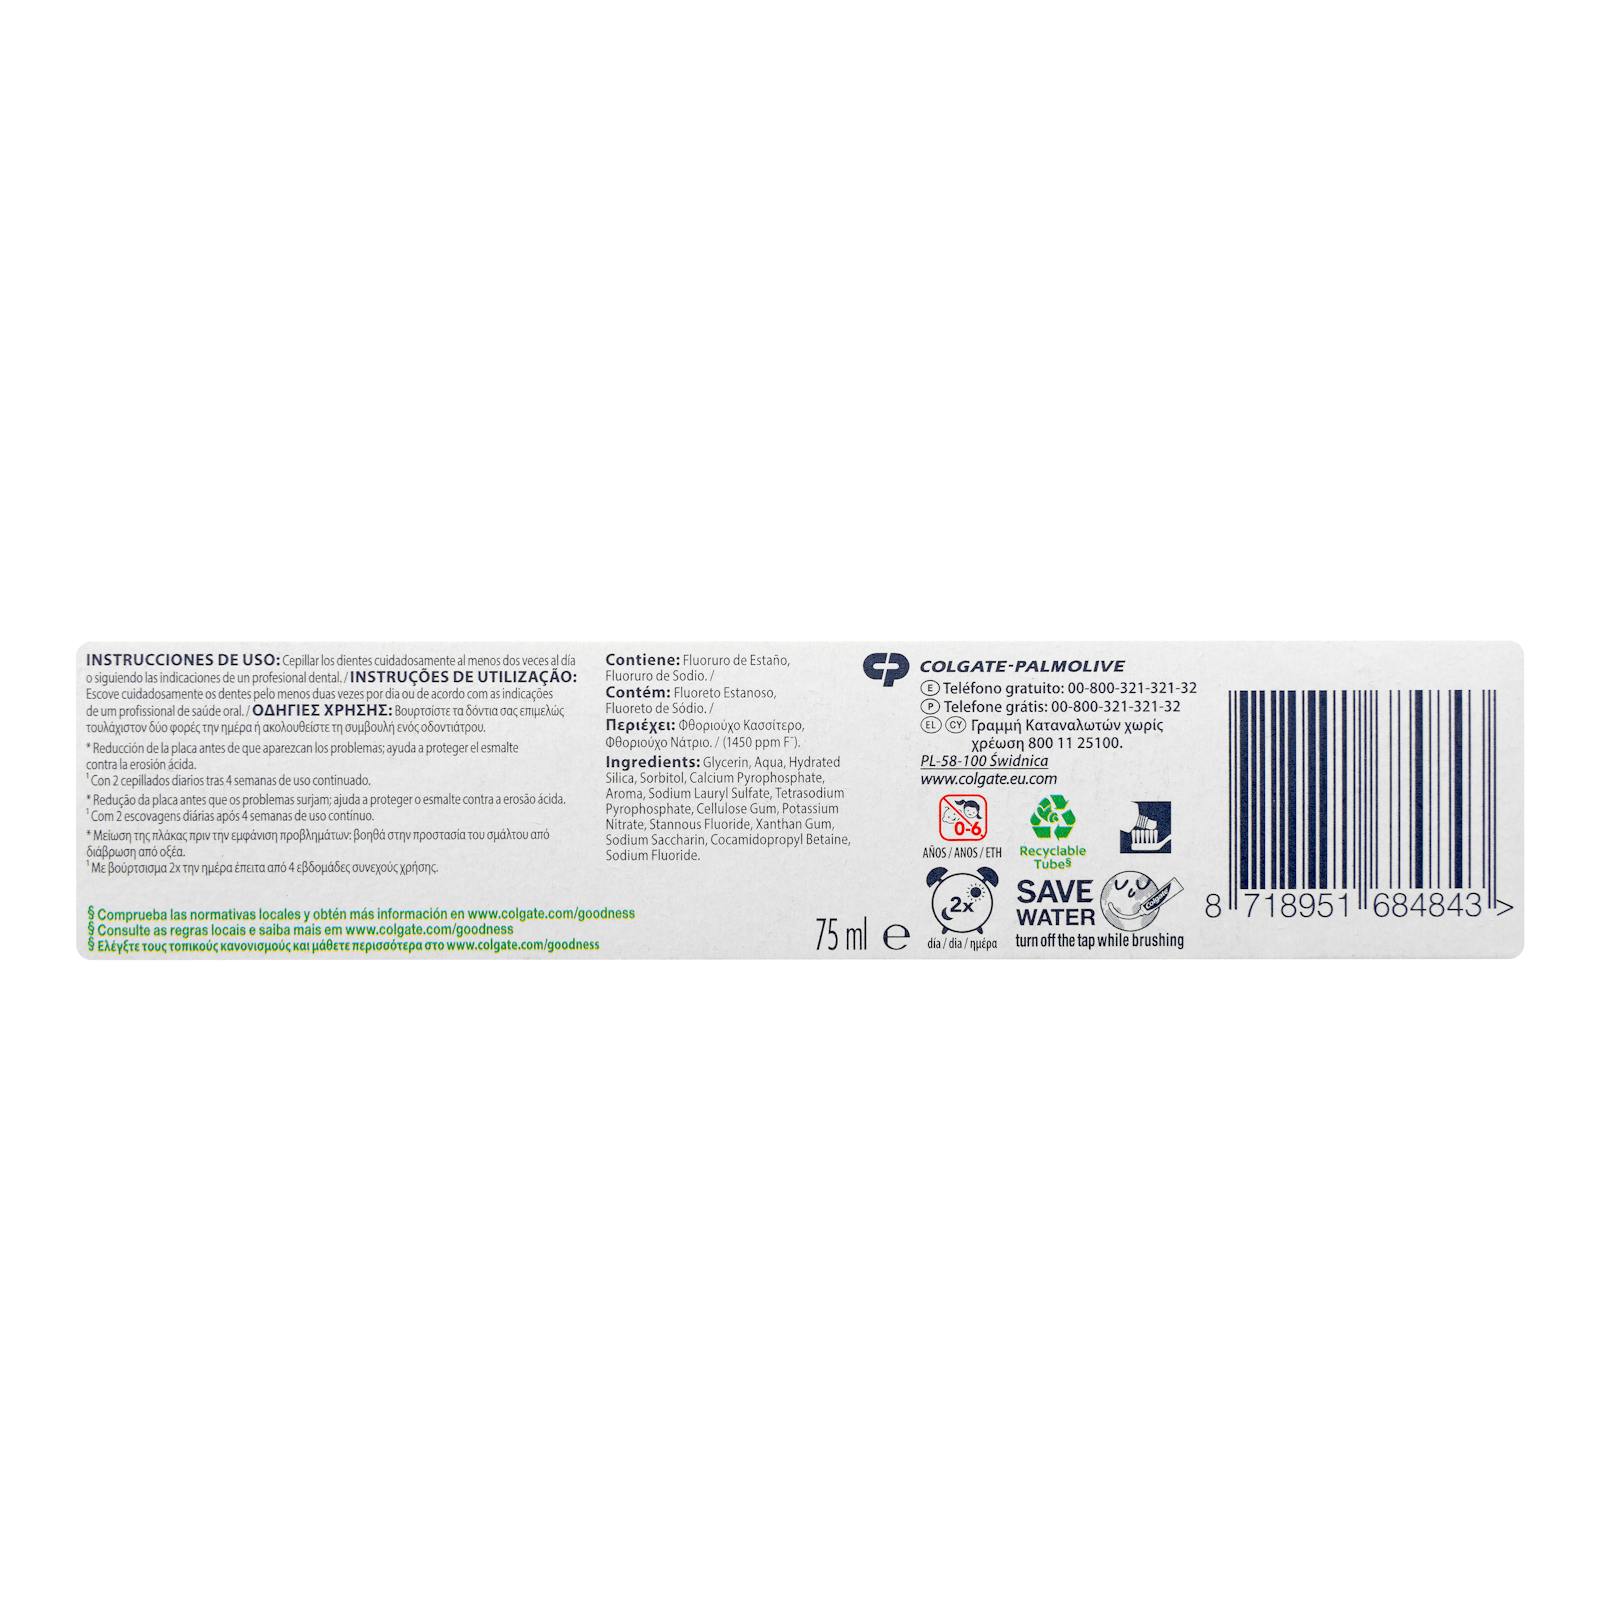 INSTRUCCIONES DE USO: Cepillar los dientes cuidadosamente al menos dos veces al día
o siguiendo las indicaciones de un profesional dental. / INSTRUÇÕES DE UTILIZAÇÃO:
Escove cuidadosamente os dentes pelo menos duas vezes por dia ou de acordo com as indicações
de um profissional de saúde oral. / ΟΔΗΓΙΕΣ ΧΡΗΣΗΣ: Βουρτσίστε τα δόντια σας επιμελώς
τουλάχιστον δύο φορές την ημέρα ή ακολουθείστε τη συμβουλή ενός οδοντιάτρου.
* Reducción de la placa antes de que aparezcan los problemas; ayuda a proteger el esmalte
contra la erosión ácida.
¹ Con 2 cepillados diarios tras 4 semanas de uso continuado.
* Redução da placa antes que os problemas surjam; ajuda a proteger o esmalte contra a erosão ácida.
¹ Com 2 escovagens diárias após 4 semanas de uso contínuo.
* Μείωση της πλάκας πριν την εμφάνιση προβλημάτων: βοηθά στην προστασία του σμάλτου από
διάβρωση από οξέα.
¹ Με βούρτσισμα 2x την ημέρα έπειτα από 4 εβδομάδες συνεχούς χρήσης.
§ Comprueba las normativas locales y obtén más información en www.colgate.com/goodness
§ Consulte as regras locais e saiba mais em www.colgate.com/goodness
§ Ελέγξτε τους τοπικούς κανονισμούς και μάθετε περισσότερα στο www.colgate.com/goodness
Contiene: Fluoruro de Estaño,
Fluoruro de Sodio. /
Contém: Fluoreto Estanoso,
Fluoreto de Sódio. /
Περιέχει: Φθοριούχο Κασσίτερο,
Φθοριούχο Νάτριο. / (1450 ppm F⁻).
Ingredients: Glycerin, Aqua, Hydrated
Silica, Sorbitol, Calcium Pyrophosphate,
Aroma, Sodium Lauryl Sulfate, Tetrasodium
Pyrophosphate, Cellulose Gum, Potassium
Nitrate, Stannous Fluoride, Xanthan Gum,
Sodium Saccharin, Cocamidopropyl Betaine,
Sodium Fluoride.
75 ml e
CP COLGATE-PALMOLIVE
E Teléfono gratuito: 00-800-321-321-32
P Telefone grátis: 00-800-321-321-32
EL CY Γραμμή Καταναλωτών χωρίς
χρέωση 800 11 25100.
PL-58-100 Świdnica
www.colgate.eu.com
0-6
AÑOS / ANOS / ΕΤΗ
Recyclable
Tube§
2x
día / dia / ημέρα
SAVE
WATER
Colgate
turn off the tap while brushing
8 718951 684843 >